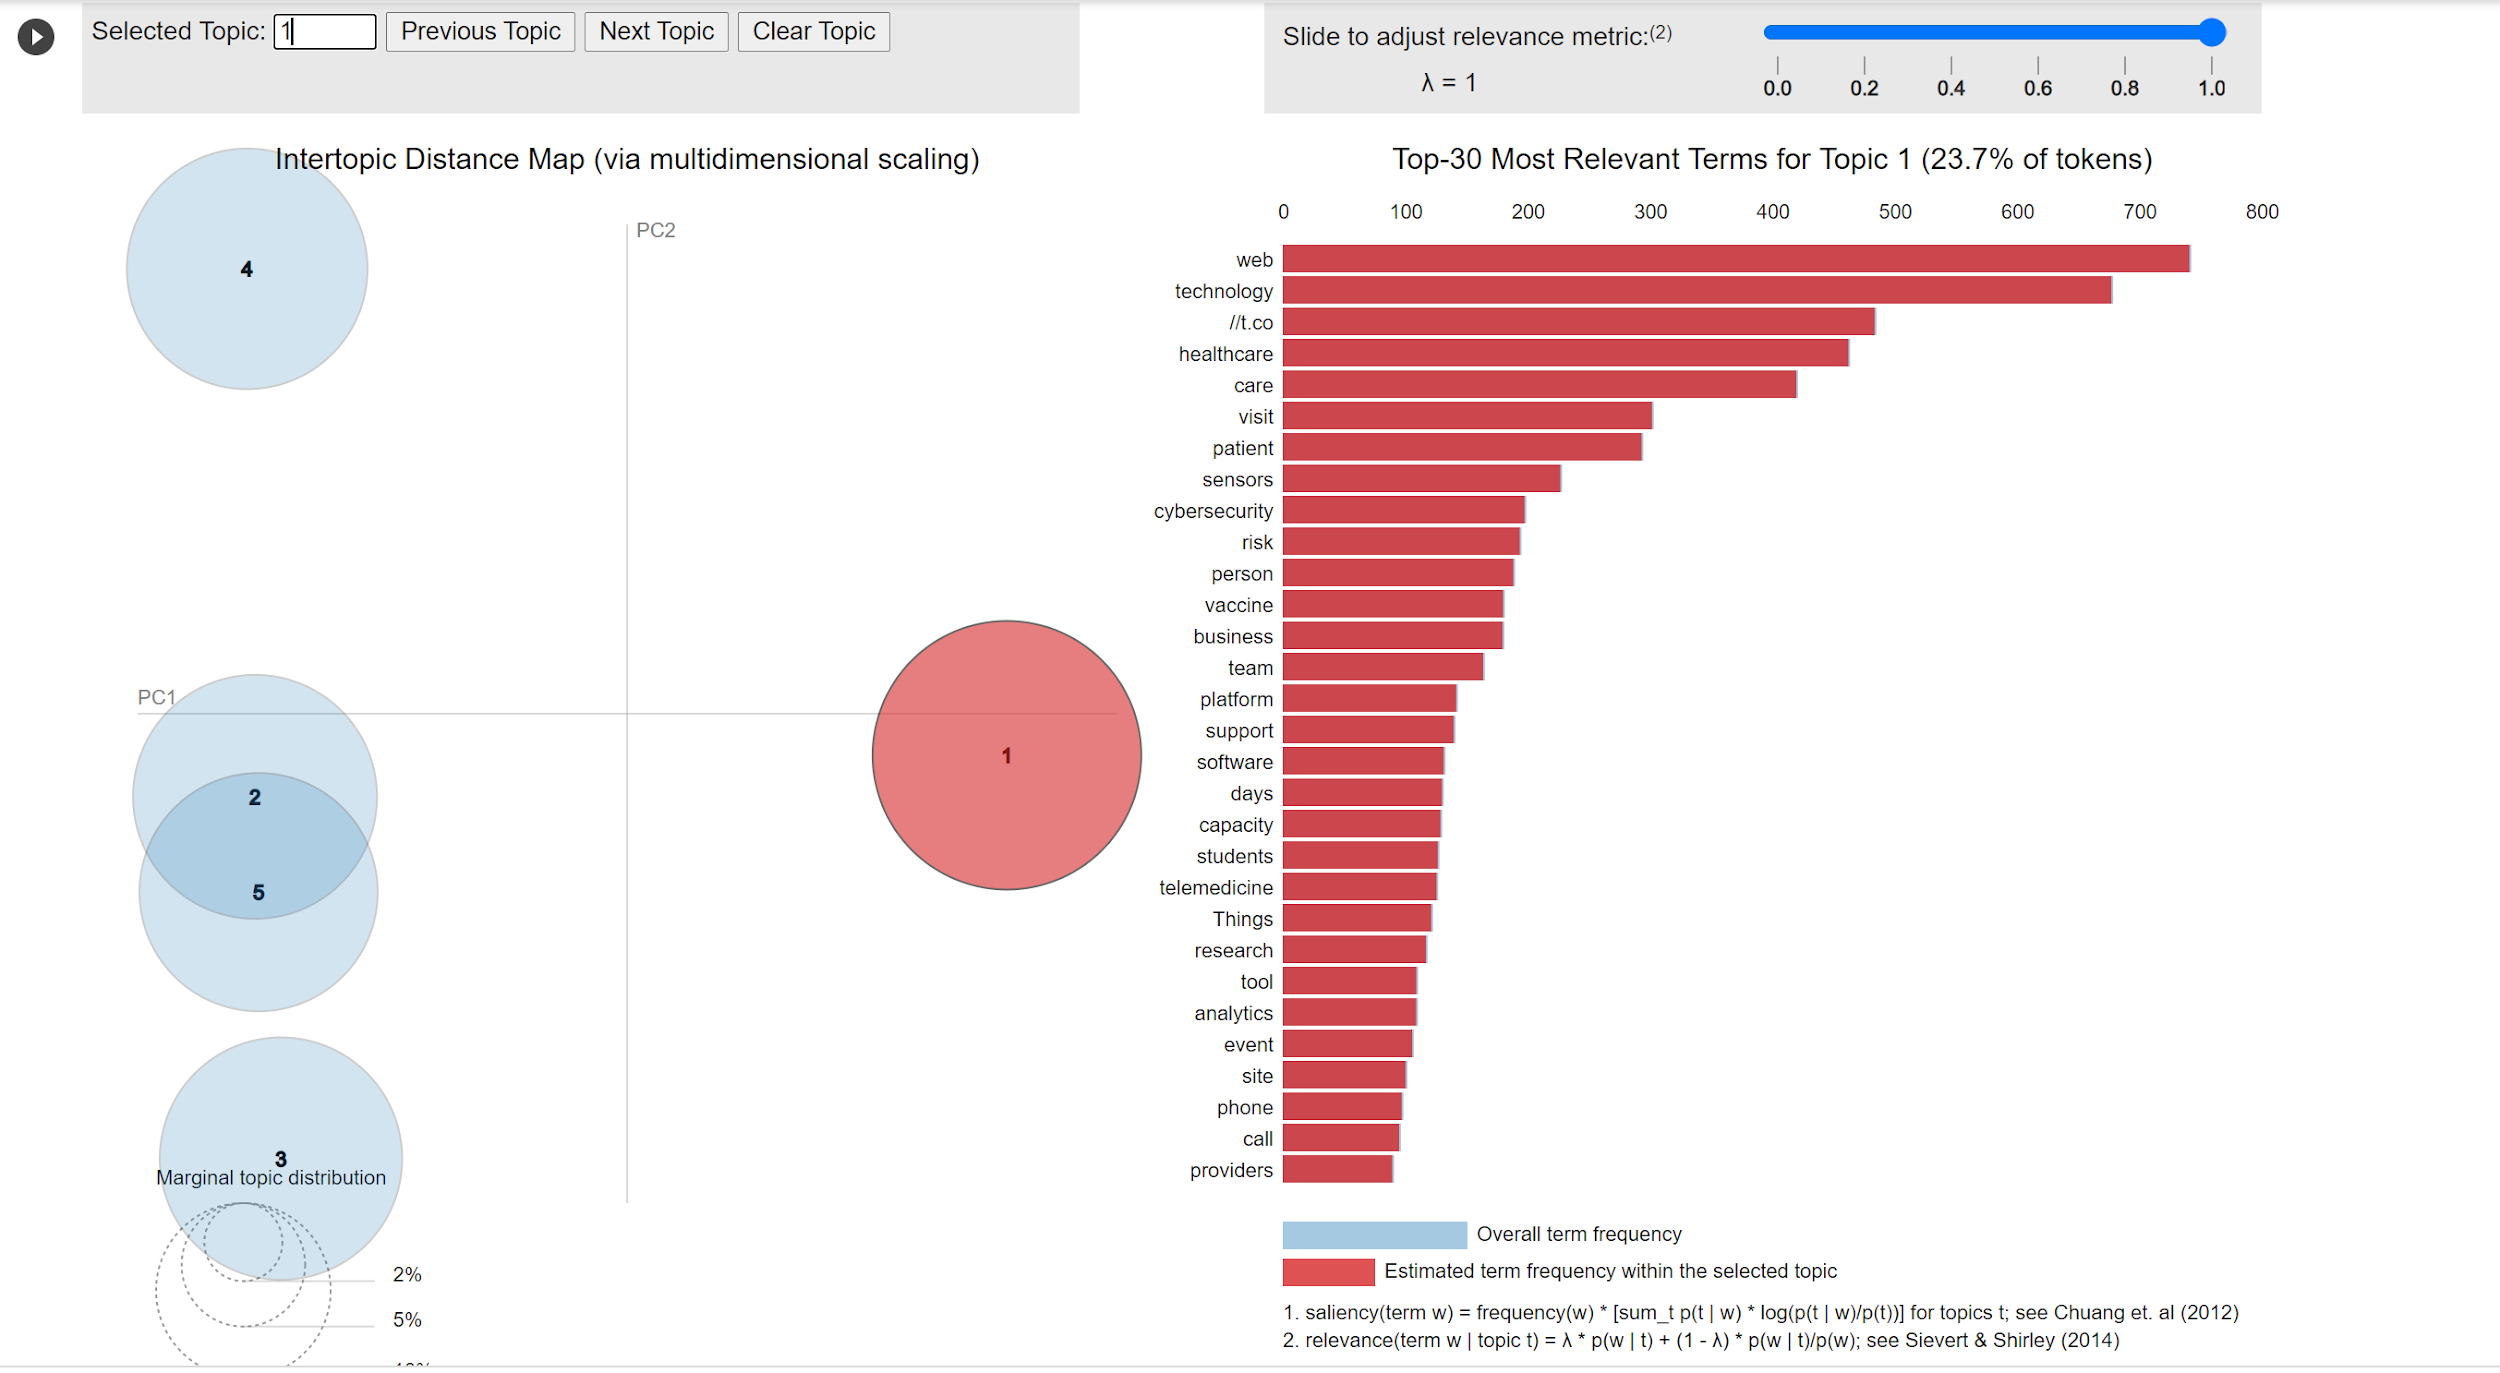 Selected Topic: 1 Previous Topic Next Topic Clear Topic
Slide to adjust relevance metric:(2)
λ = 1
0.0 0.2 0.4 0.6 0.8 1.0
Intertopic Distance Map (via multidimensional scaling)
PC2
PC1
4
1
2
5
3
Marginal topic distribution
2%
5%
Top-30 Most Relevant Terms for Topic 1 (23.7% of tokens)
0 100 200 300 400 500 600 700 800
web
technology
//t.co
healthcare
care
visit
patient
sensors
cybersecurity
risk
person
vaccine
business
team
platform
support
software
days
capacity
students
telemedicine
Things
research
tool
analytics
event
site
phone
call
providers
Overall term frequency
Estimated term frequency within the selected topic
1. saliency(term w) = frequency(w) * [sum_t p(t | w) * log(p(t | w)/p(t))] for topics t; see Chuang et. al (2012)
2. relevance(term w | topic t) = λ * p(w | t) + (1 - λ) * p(w | t)/p(w); see Sievert & Shirley (2014)